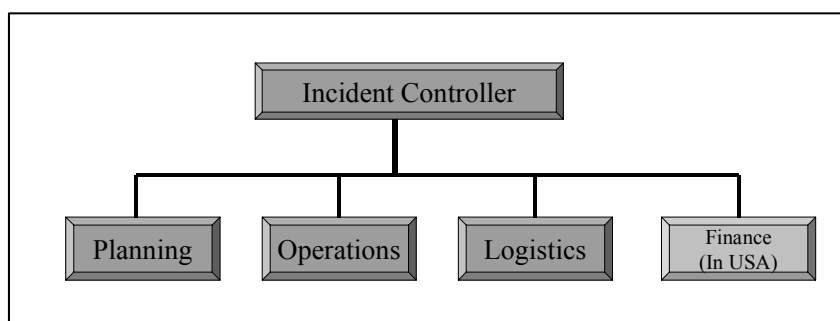 Incident Controller
Planning
Operations
Logistics
Finance
(In USA)